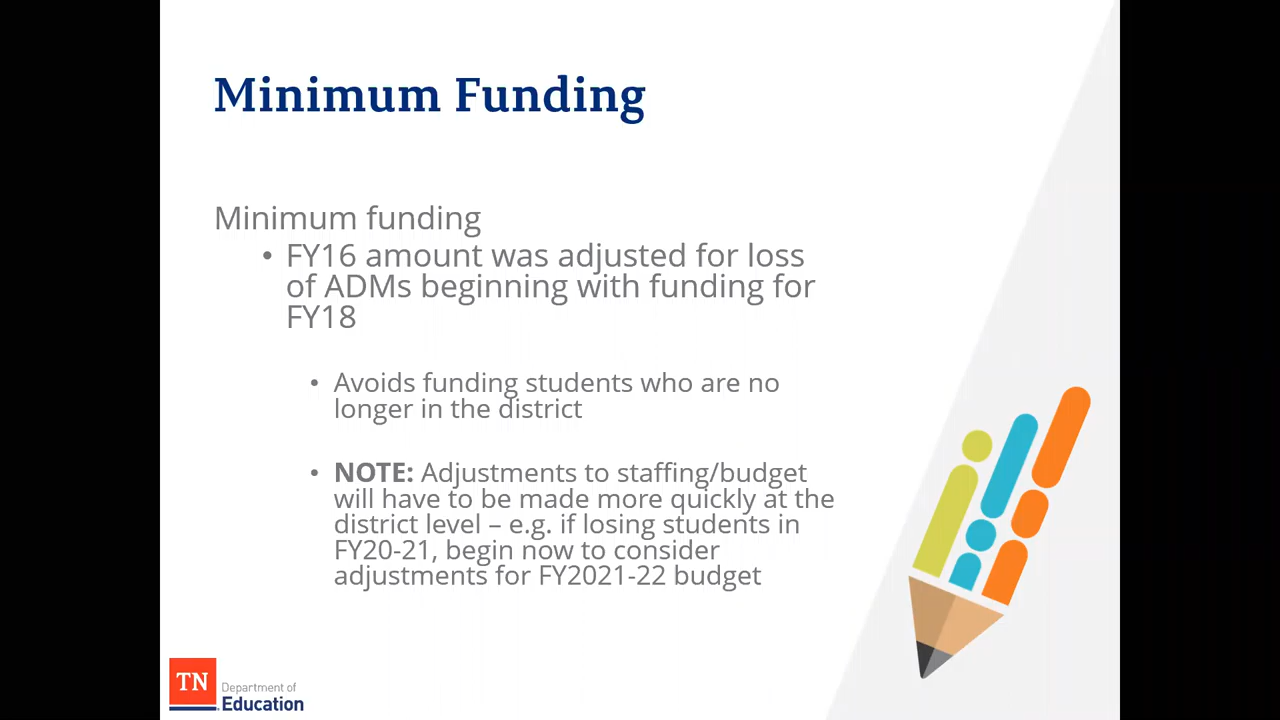 Minimum Funding
Minimum funding
• FY16 amount was adjusted for loss
of ADMs beginning with funding for
FY18
• Avoids funding students who are no
longer in the district
• NOTE: Adjustments to staffing/budget
will have to be made more quickly at the
district level – e.g. if losing students in
FY20-21, begin now to consider
adjustments for FY2021-22 budget
TN
Department of
Education